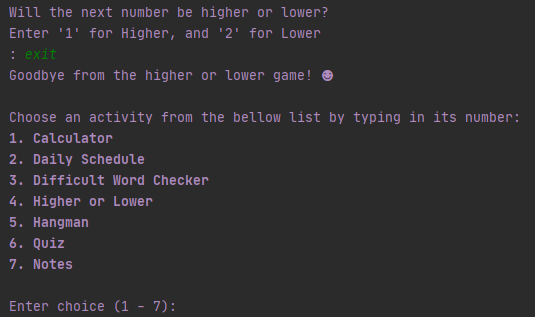 Will the next number be higher or lower?
Enter '1' for Higher, and '2' for Lower
: exit
Goodbye from the higher or lower game! ☻
Choose an activity from the bellow list by typing in its number:
1. Calculator
2. Daily Schedule
3. Difficult Word Checker
4. Higher or Lower
5. Hangman
6. Quiz
7. Notes
Enter choice (1 - 7):